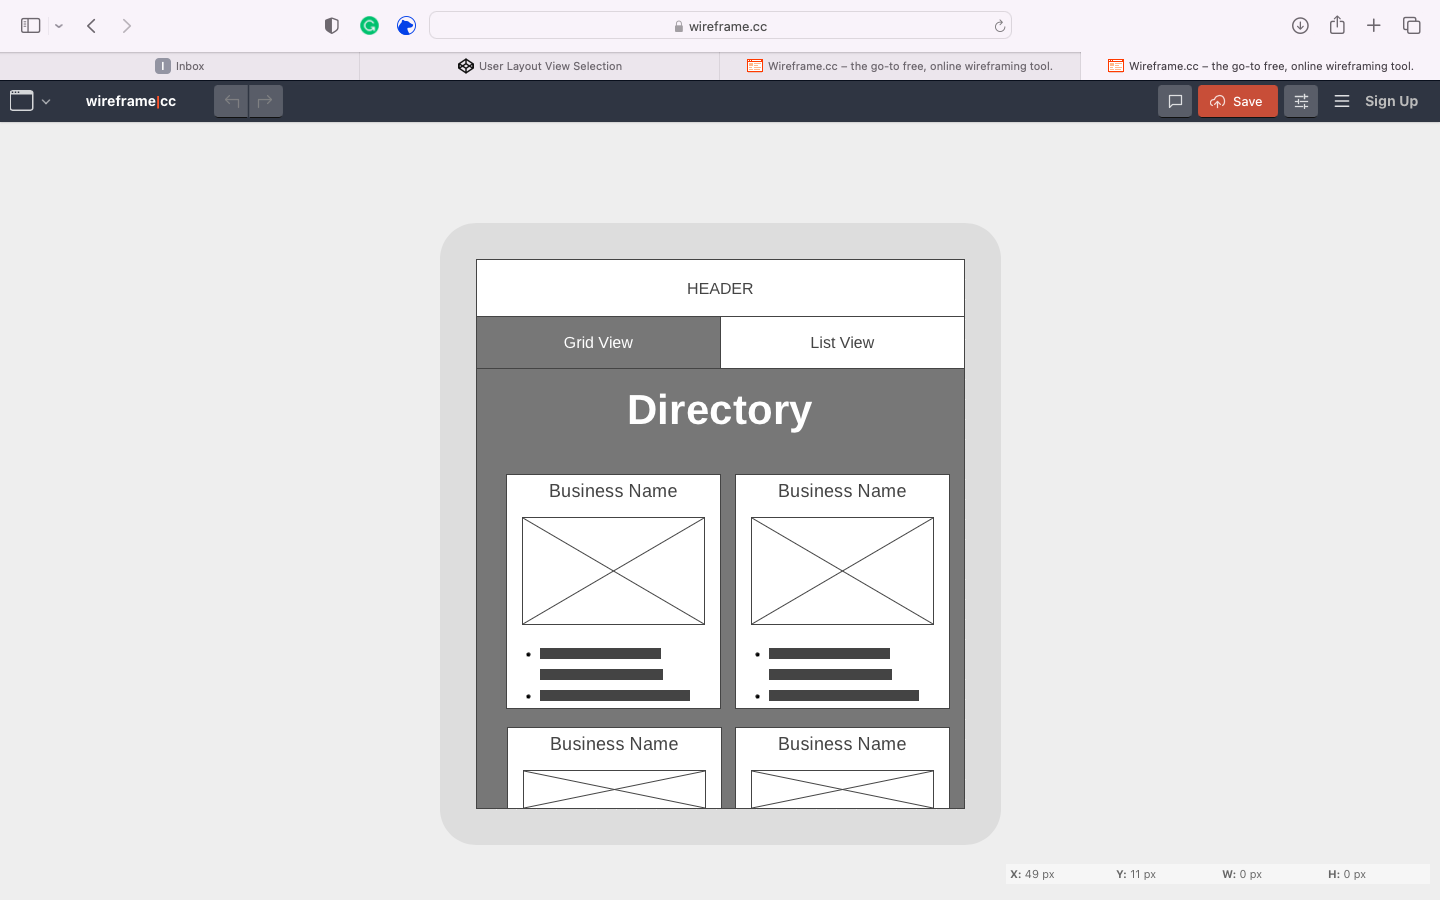 wireframe.cc
I Inbox
User Layout View Selection
Wireframe.cc – the go-to free, online wireframing tool.
Wireframe.cc – the go-to free, online wireframing tool.
wireframe|cc
Save
Sign Up
HEADER
Grid View
List View
Directory
Business Name
Business Name
Business Name
Business Name
X: 49 px Y: 11 px W: 0 px H: 0 px